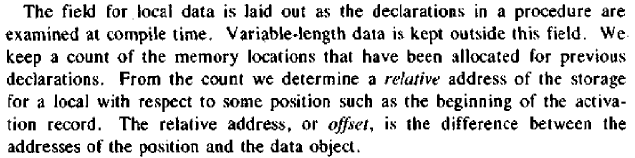 The field for local data is laid out as the declarations in a procedure are
examined at compile time. Variable-length data is kept outside this field. We
keep a count of the memory locations that have been allocated for previous
declarations. From the count we determine a relative address of the storage
for a local with respect to some position such as the beginning of the activa-
tion record. The relative address, or offset, is the difference between the
addresses of the position and the data object.